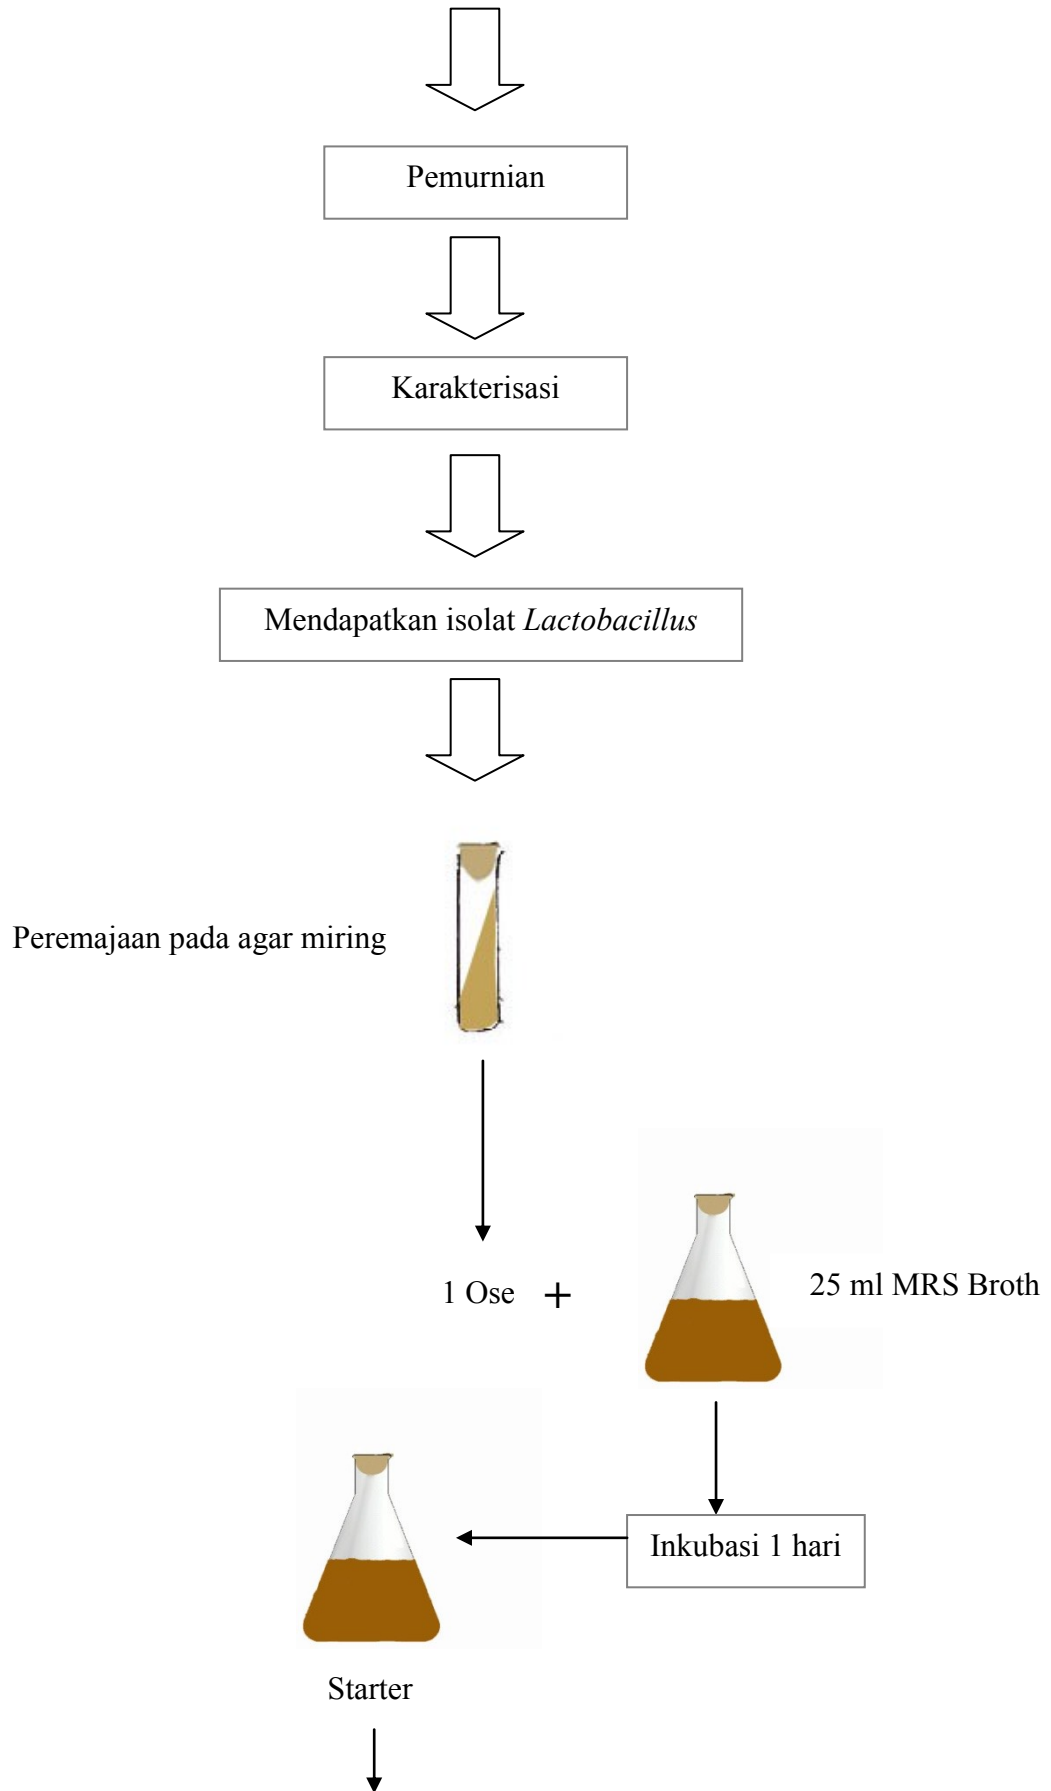 Pemurnian
Karakterisasi
Mendapatkan isolat Lactobacillus
Peremajaan pada agar miring
1 Ose +
25 ml MRS Broth
Inkubasi 1 hari
Starter